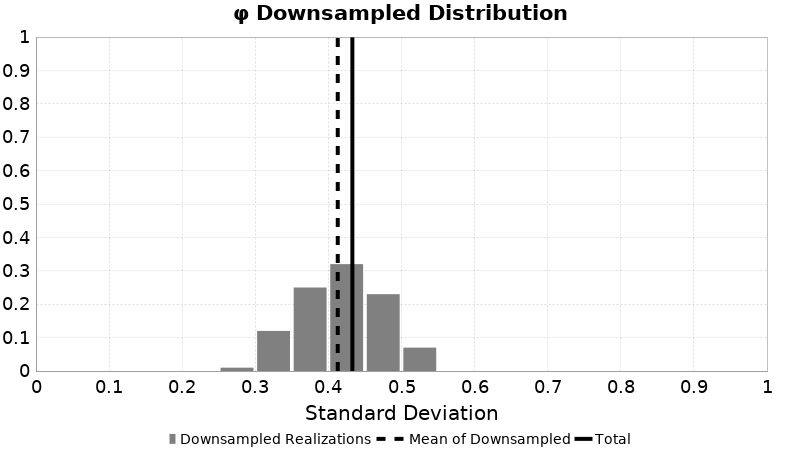 φ Downsampled Distribution
1
0.9
0.8
0.7
0.6
0.5
0.4
0.3
0.2
0.1
0
0 0.1 0.2 0.3 0.4 0.5 0.6 0.7 0.8 0.9 1
Standard Deviation
Downsampled Realizations Mean of Downsampled Total